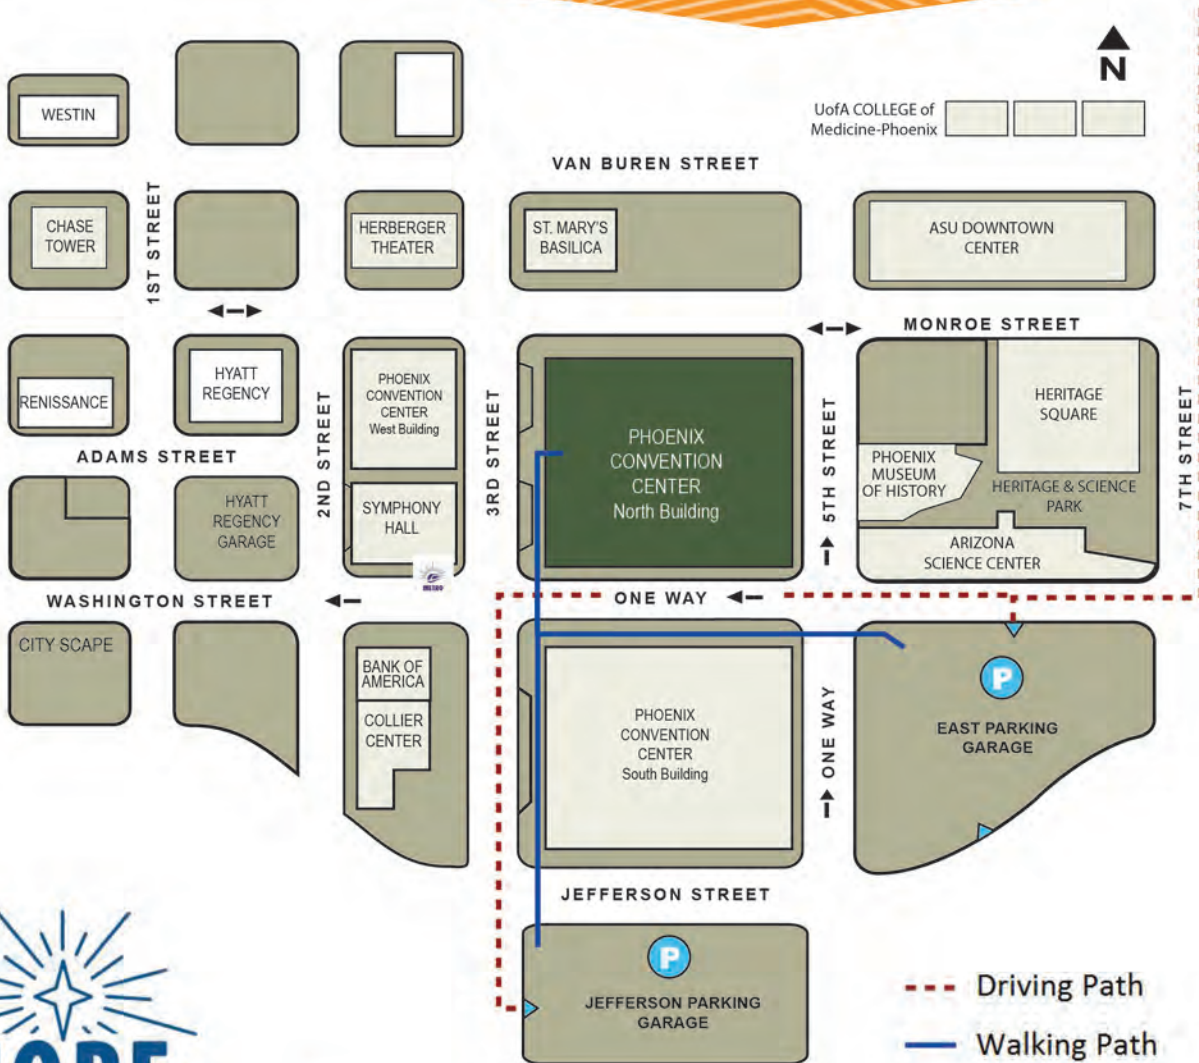 N
WESTIN
UofA COLLEGE of
Medicine-Phoenix
VAN BUREN STREET
CHASE
TOWER
1ST STREET
HERBERGER
THEATER
ST. MARY'S
BASILICA
ASU DOWNTOWN
CENTER
MONROE STREET
RENISSANCE
HYATT
REGENCY
2ND STREET
PHOENIX
CONVENTION
CENTER
West Building
3RD STREET
PHOENIX
CONVENTION
CENTER
North Building
5TH STREET
HERITAGE
SQUARE
7TH STREET
ADAMS STREET
PHOENIX
MUSEUM
OF HISTORY
HERITAGE & SCIENCE
PARK
HYATT
REGENCY
GARAGE
SYMPHONY
HALL
ARIZONA
SCIENCE CENTER
METRO
WASHINGTON STREET
ONE WAY
CITY SCAPE
BANK OF
AMERICA
COLLIER
CENTER
PHOENIX
CONVENTION
CENTER
South Building
ONE WAY
P
EAST PARKING
GARAGE
JEFFERSON STREET
P
JEFFERSON PARKING
GARAGE
Driving Path
Walking Path